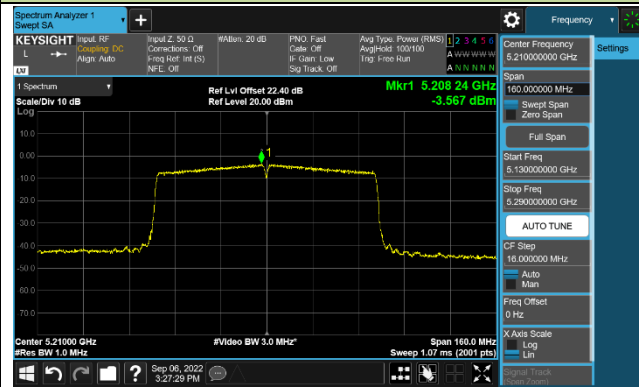 Spectrum Analyzer 1
Swept SA
Frequency
KEYSIGHT
L
LXI
Input: RF
Coupling: DC
Align: Auto
Input Z: 50 Ω
Corrections: Off
Freq Ref: Int (S)
NFE: Off
#Atten: 20 dB
PNO: Fast
Gate: Off
IF Gain: Low
Sig Track: Off
Avg Type: Power (RMS)
Avg|Hold: 100/100
Trig: Free Run
1 2 3 4 5 6
A W W W W W
A N N N N N
1 Spectrum
Scale/Div 10 dB
Log
Ref Lvl Offset 22.40 dB
Ref Level 20.00 dBm
Mkr1 5.208 24 GHz
-3.567 dBm
10.0
0.00
-10.0
-20.0
-30.0
-40.0
-50.0
-60.0
-70.0
1
Center 5.21000 GHz
#Res BW 1.0 MHz
#Video BW 3.0 MHz*
Span 160.0 MHz
Sweep 1.07 ms (2001 pts)
Sep 06, 2022
3:27:29 PM
Center Frequency
5.210000000 GHz
Span
160.000000 MHz
Swept Span
Zero Span
Full Span
Start Freq
5.130000000 GHz
Stop Freq
5.290000000 GHz
AUTO TUNE
CF Step
16.000000 MHz
Auto
Man
Freq Offset
0 Hz
X Axis Scale
Log
Lin
Signal Track
(Span Zoom)
Settings